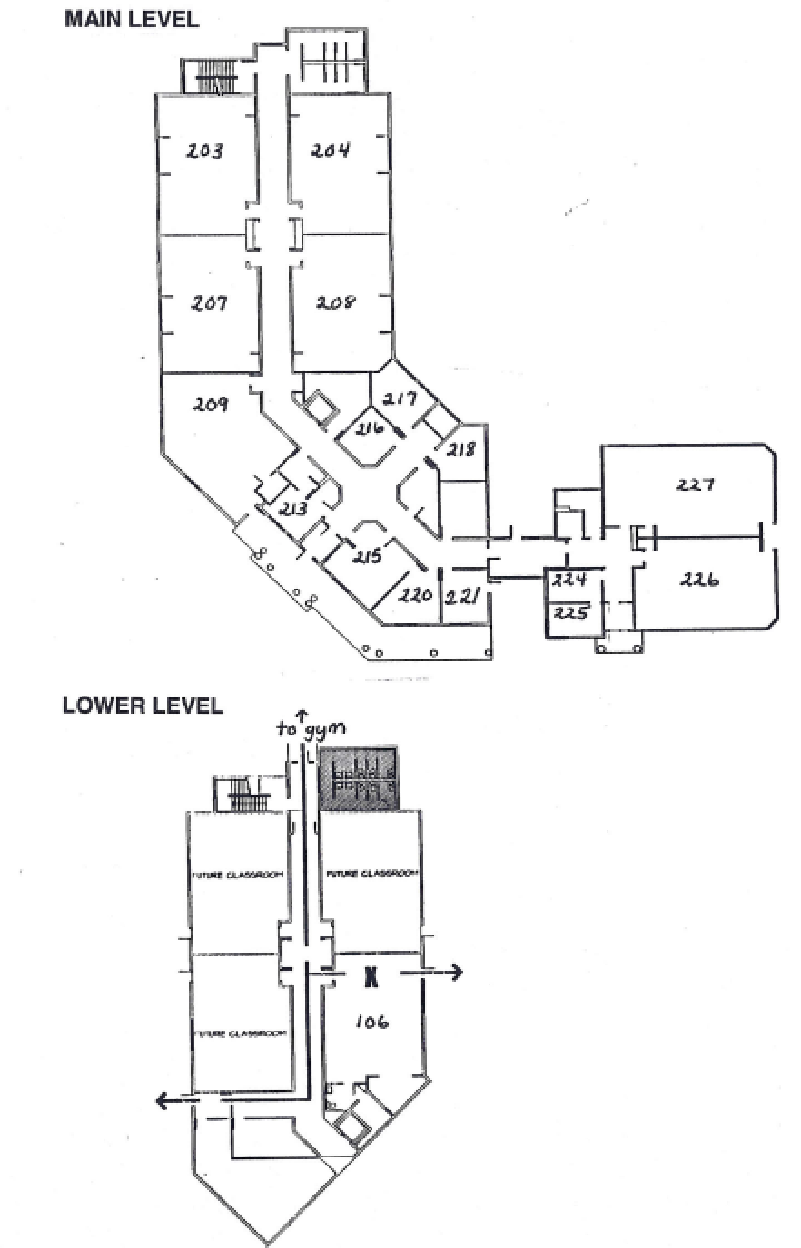 MAIN LEVEL
203
204
207
208
209
217
216
218
213
215
220
221
227
224
226
225
LOWER LEVEL
to gym
FUTURE CLASSROOM
FUTURE CLASSROOM
X
106
FUTURE CLASSROOM